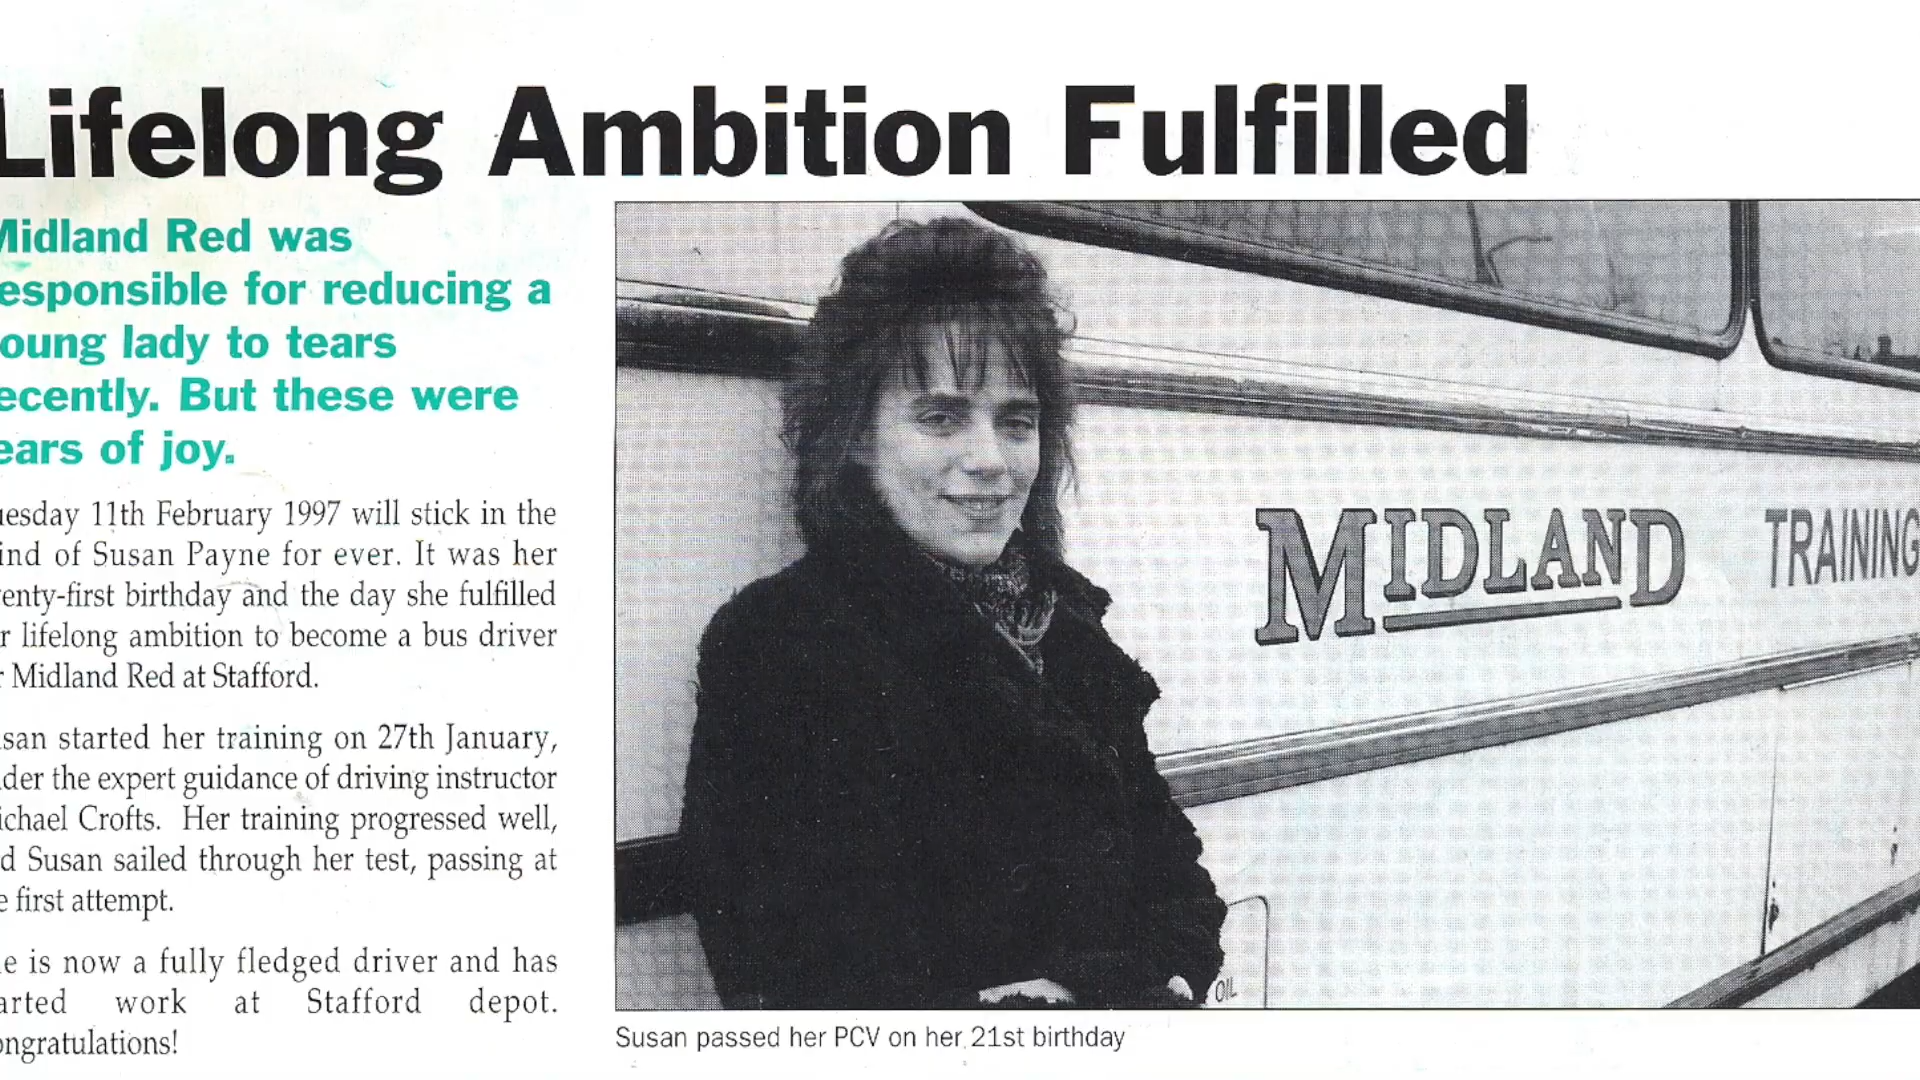 Lifelong Ambition Fulfilled
Midland Red was
esponsible for reducing a
oung lady to tears
ecently. But these were
ears of joy.
uesday 11th February 1997 will stick in the
ind of Susan Payne for ever. It was her
enty-first birthday and the day she fulfilled
r lifelong ambition to become a bus driver
r Midland Red at Stafford.
san started her training on 27th January,
der the expert guidance of driving instructor
ichael Crofts. Her training progressed well,
d Susan sailed through her test, passing at
e first attempt.
e is now a fully fledged driver and has
arted work at Stafford depot.
ongratulations!
MIDLAND TRAINING
OIL
Susan passed her PCV on her 21st birthday